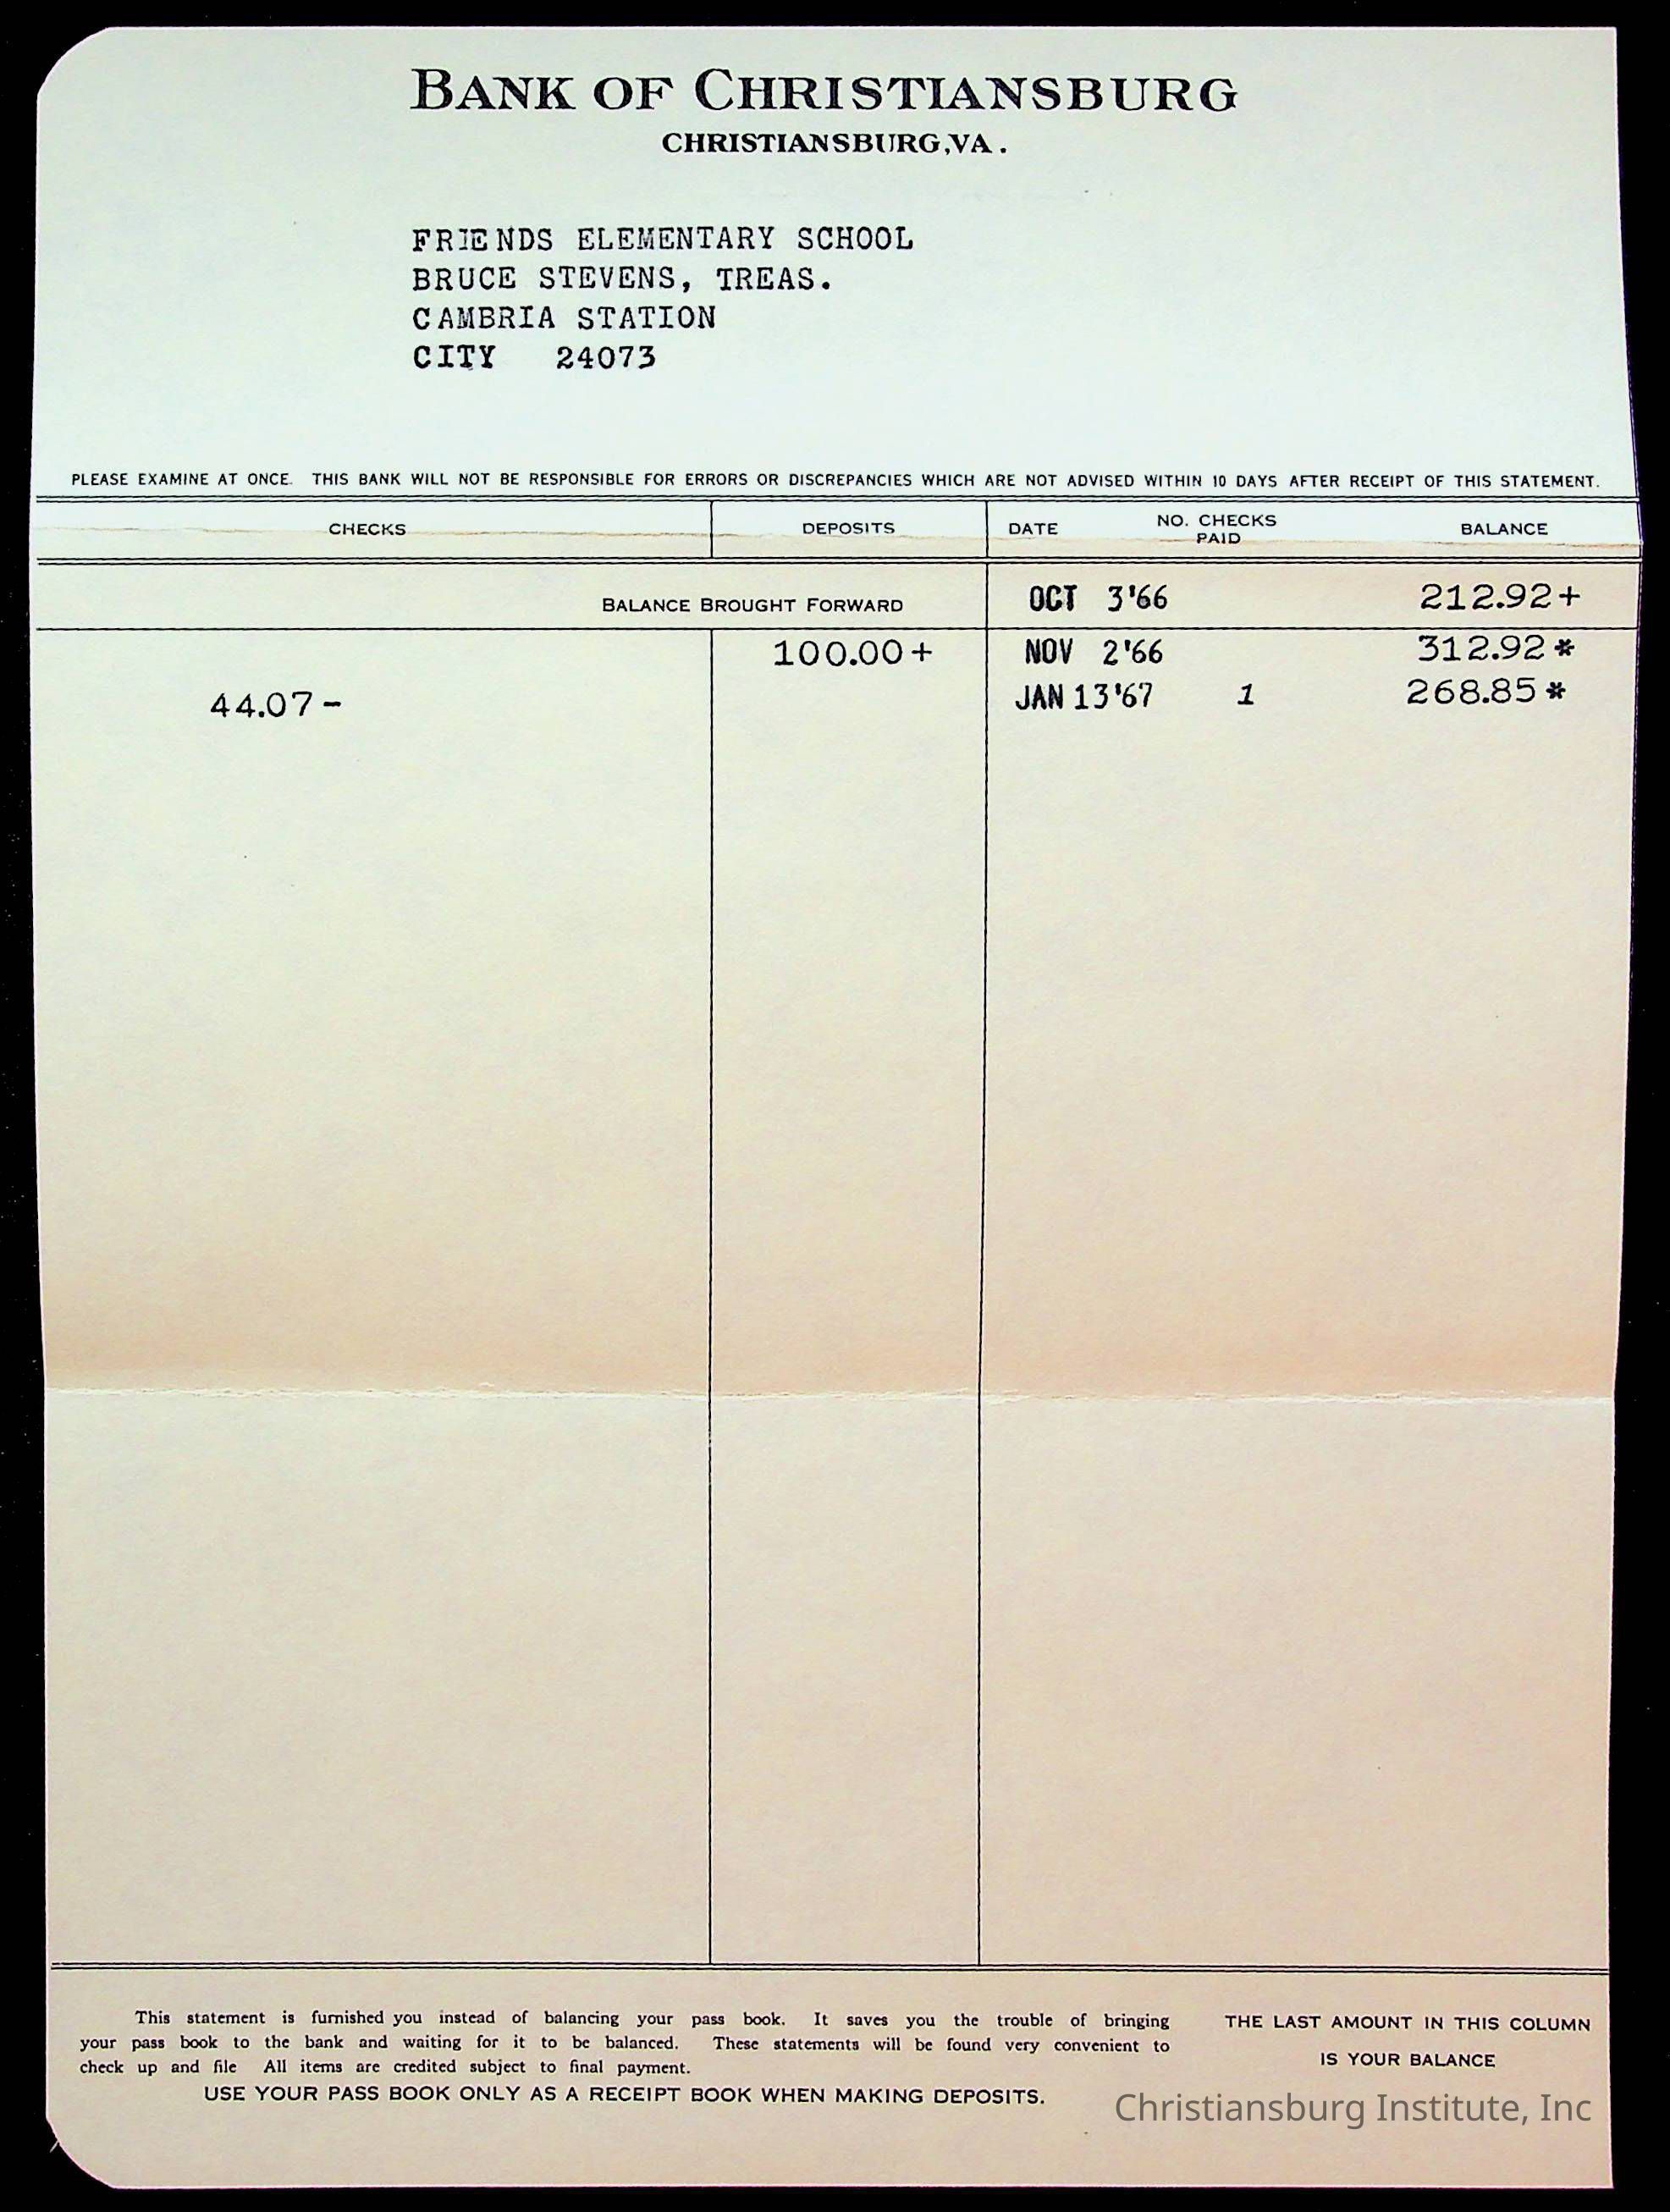 BANK OF CHRISTIANSBURG
CHRISTIANSBURG,VA.
FRIENDS ELEMENTARY SCHOOL
BRUCE STEVENS, TREAS.
CAMBRIA STATION
CITY 24073
PLEASE EXAMINE AT ONCE. THIS BANK WILL NOT BE RESPONSIBLE FOR ERRORS OR DISCREPANCIES WHICH ARE NOT ADVISED WITHIN 10 DAYS AFTER RECEIPT OF THIS STATEMENT.
CHECKS DEPOSITS DATE NO. CHECKS PAID BALANCE
BALANCE BROUGHT FORWARD OCT 3'66 212.92+
100.00+ NOV 2'66 312.92*
44.07- JAN 13'67 1 268.85*
This statement is furnished you instead of balancing your pass book. It saves you the trouble of bringing
your pass book to the bank and waiting for it to be balanced. These statements will be found very convenient to
check up and file All items are credited subject to final payment.
USE YOUR PASS BOOK ONLY AS A RECEIPT BOOK WHEN MAKING DEPOSITS.
THE LAST AMOUNT IN THIS COLUMN
IS YOUR BALANCE
Christiansburg Institute, Inc